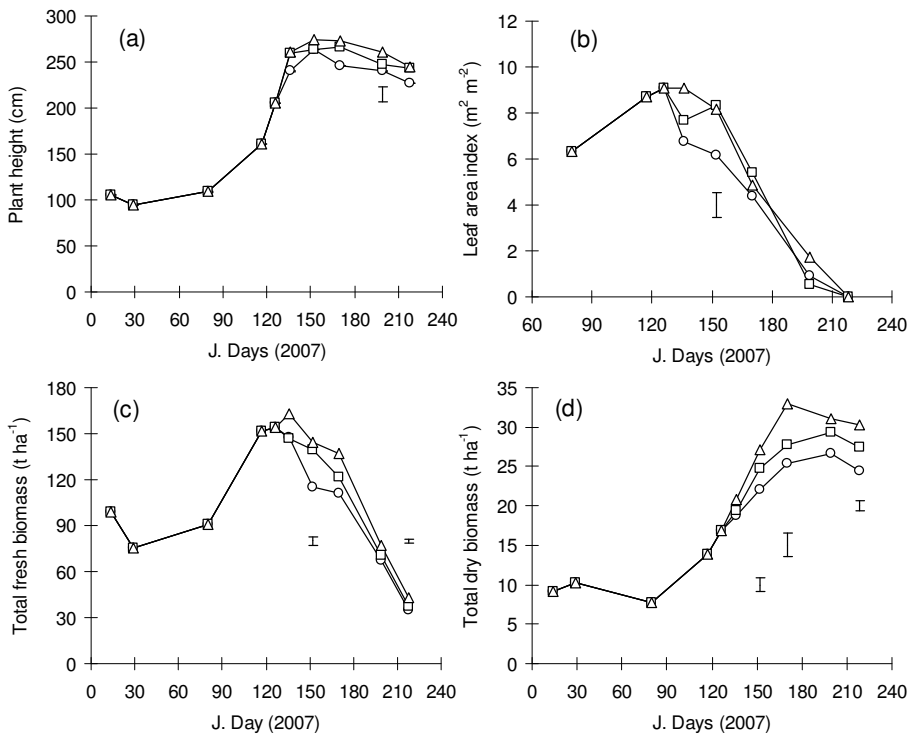 (a)
Plant height (cm)
300
250
200
150
100
50
0
0 30 60 90 120 150 180 210 240
J. Days (2007)
(b)
Leaf area index (m² m⁻²)
12
10
8
6
4
2
0
60 90 120 150 180 210 240
J. Days (2007)
(c)
Total fresh biomass (t ha⁻¹)
180
150
120
90
60
30
0
0 30 60 90 120 150 180 210 240
J. Day (2007)
(d)
Total dry biomass (t ha⁻¹)
35
30
25
20
15
10
5
0
0 30 60 90 120 150 180 210 240
J. Days (2007)